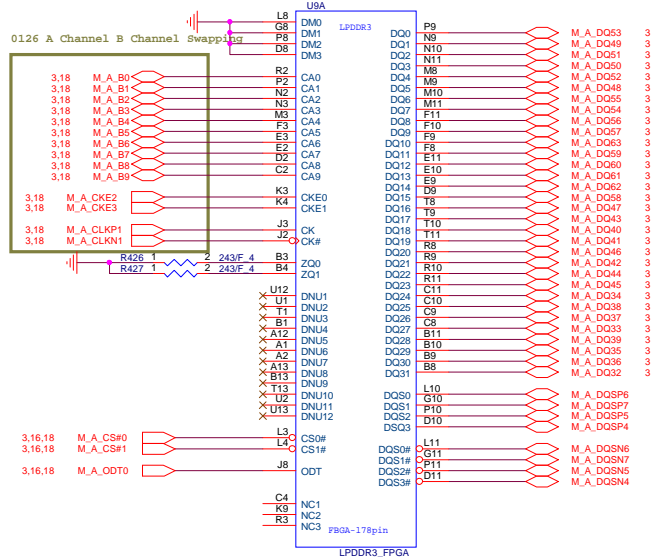 U9A
0126 A Channel B Channel Swapping
L8 DM0
G8 DM1
P8 DM2
D8 DM3
3,18 M_A_B0 R2 CA0
3,18 M_A_B1 P2 CA1
3,18 M_A_B2 N2 CA2
3,18 M_A_B3 N3 CA3
3,18 M_A_B4 M3 CA4
3,18 M_A_B5 F3 CA5
3,18 M_A_B6 E3 CA6
3,18 M_A_B7 E2 CA7
3,18 M_A_B8 D2 CA8
3,18 M_A_B9 C2 CA9
3,18 M_A_CKE2 K3 CKE0
3,18 M_A_CKE3 K4 CKE1
3,18 M_A_CLKP1 J3 CK
3,18 M_A_CLKN1 J2 CK#
R426 1 2 243/F_4 B3 ZQ0
R427 1 2 243/F_4 B4 ZQ1
U12 DNU1
U1 DNU2
T1 DNU3
B1 DNU4
A12 DNU5
A1 DNU6
A2 DNU7
A13 DNU8
B13 DNU9
T13 DNU10
U2 DNU11
U13 DNU12
3,16,18 M_A_CS#0 L3 CS0#
3,16,18 M_A_CS#1 L4 CS1#
3,16,18 M_A_ODT0 J8 ODT
C4 NC1
K9 NC2
R3 NC3
LPDDR3
DQ0 P9 M_A_DQ53 3
DQ1 N9 M_A_DQ49 3
DQ2 N10 M_A_DQ51 3
DQ3 N11 M_A_DQ50 3
DQ4 M8 M_A_DQ52 3
DQ5 M9 M_A_DQ48 3
DQ6 M10 M_A_DQ55 3
DQ7 M11 M_A_DQ54 3
DQ8 F11 M_A_DQ56 3
DQ9 F10 M_A_DQ57 3
DQ10 F9 M_A_DQ63 3
DQ11 F8 M_A_DQ59 3
DQ12 E11 M_A_DQ60 3
DQ13 E10 M_A_DQ61 3
DQ14 E9 M_A_DQ62 3
DQ15 D9 M_A_DQ58 3
DQ16 T8 M_A_DQ47 3
DQ17 T9 M_A_DQ43 3
DQ18 T10 M_A_DQ40 3
DQ19 T11 M_A_DQ41 3
DQ20 R8 M_A_DQ46 3
DQ21 R9 M_A_DQ42 3
DQ22 R10 M_A_DQ44 3
DQ23 R11 M_A_DQ45 3
DQ24 C11 M_A_DQ34 3
DQ25 C10 M_A_DQ38 3
DQ26 C9 M_A_DQ37 3
DQ27 C8 M_A_DQ33 3
DQ28 B11 M_A_DQ39 3
DQ29 B10 M_A_DQ35 3
DQ30 B9 M_A_DQ36 3
DQ31 B8 M_A_DQ32 3
DQS0 L10 M_A_DQSP6 3
DQS1 G10 M_A_DQSP7 3
DQS2 P10 M_A_DQSP5 3
DSQ3 D10 M_A_DQSP4 3
DQS0# L11 M_A_DQSN6 3
DQS1# G11 M_A_DQSN7 3
DQS2# P11 M_A_DQSN5 3
DQS3# D11 M_A_DQSN4 3
FBGA-178pin
LPDDR3_FPGA